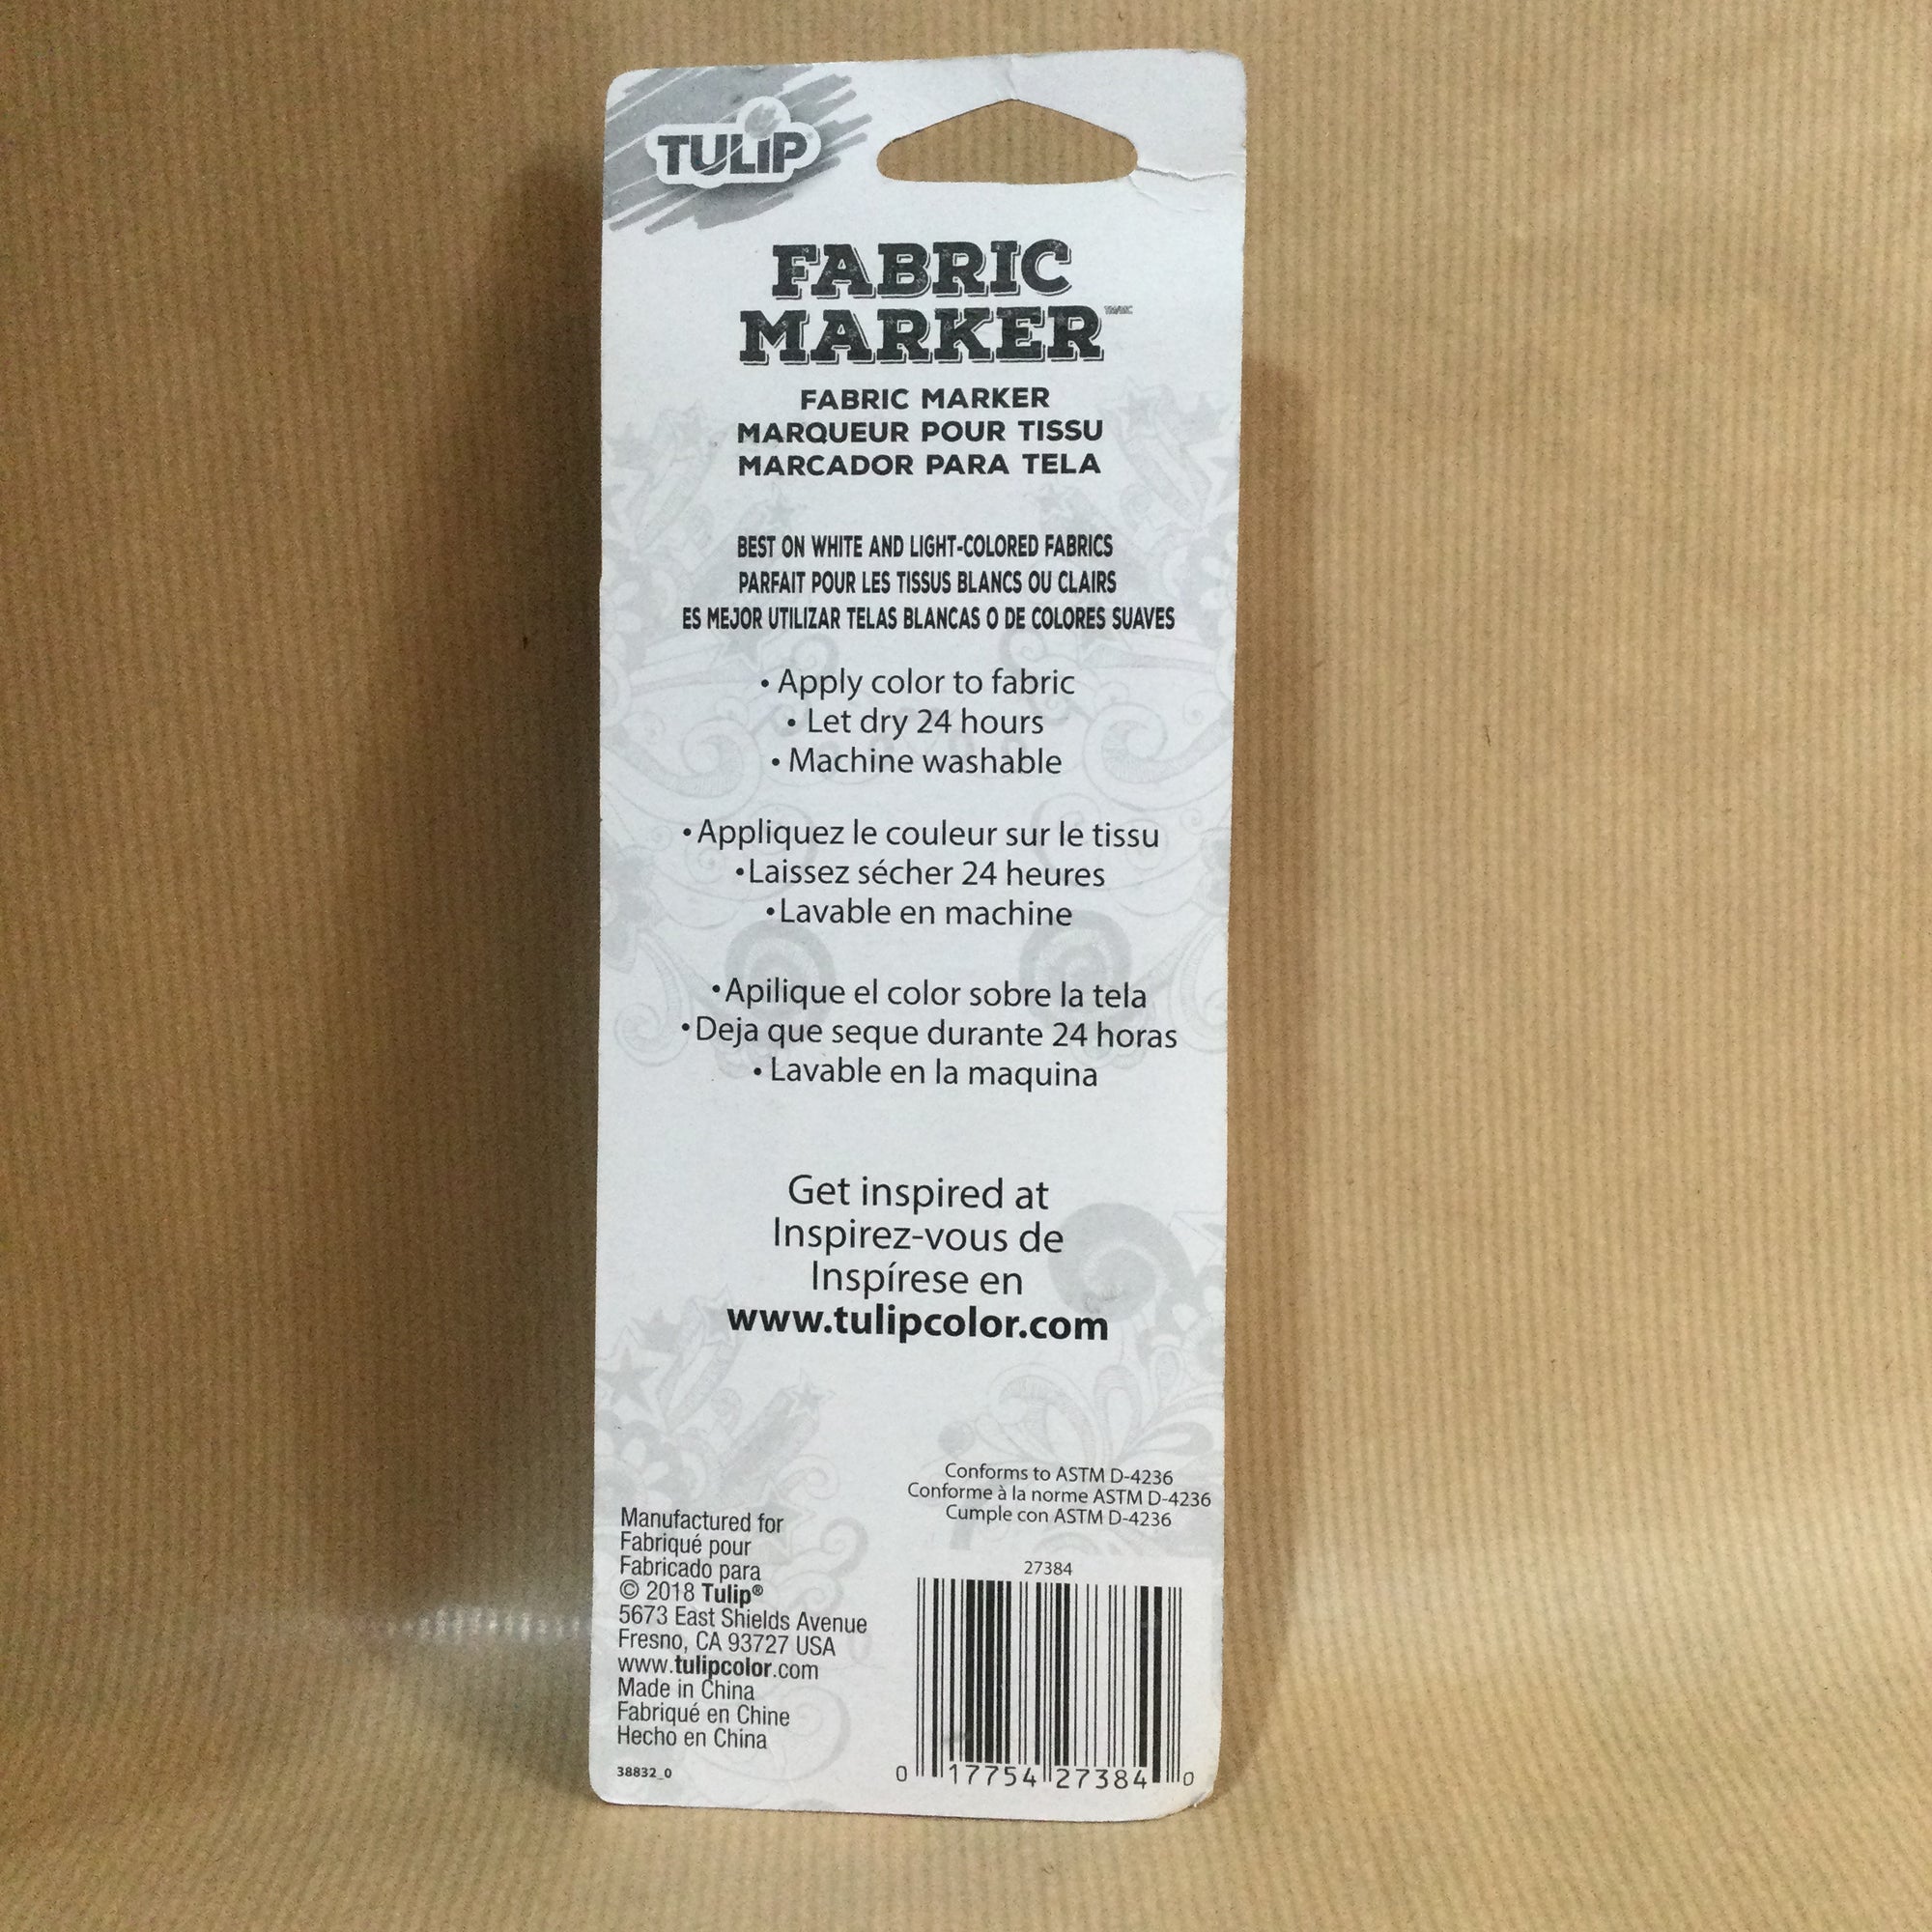 TULIP
FABRIC
MARKER
FABRIC MARKER
MARQUEUR POUR TISSU
MARCADOR PARA TELA
BEST ON WHITE AND LIGHT-COLORED FABRICS
PARFAIT POUR LES TISSUS BLANCS OU CLAIRS
ES MEJOR UTILIZAR TELAS BLANCAS O DE COLORES SUAVES
• Apply color to fabric
• Let dry 24 hours
• Machine washable
• Appliquez le couleur sur le tissu
• Laissez sécher 24 heures
• Lavable en machine
• Apilique el color sobre la tela
• Deja que seque durante 24 horas
• Lavable en la maquina
Get inspired at
Inspirez-vous de
Inspírese en
www.tulipcolor.com
Conforms to ASTM D-4236
Conforme à la norme ASTM D-4236
Cumple con ASTM D-4236
Manufactured for
Fabriqué pour
Fabricado para
© 2018 Tulip®
5673 East Shields Avenue
Fresno, CA 93727 USA
www.tulipcolor.com
Made in China
Fabriqué en Chine
Hecho en China
38832_0
27384
0 17754 27384 0